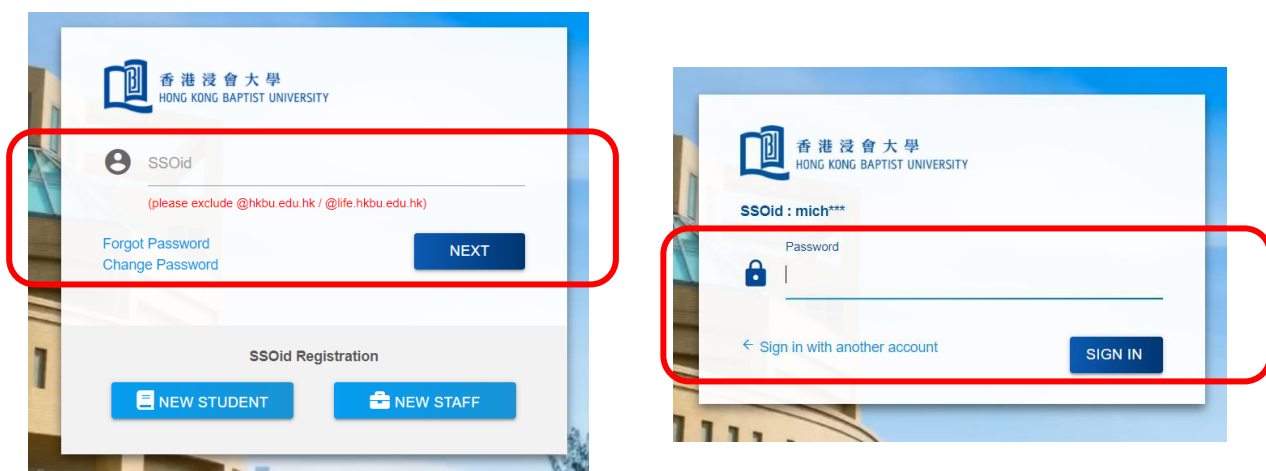 香港浸會大學
HONG KONG BAPTIST UNIVERSITY
SSOid
(please exclude @hkbu.edu.hk / @life.hkbu.edu.hk)
Forgot Password
Change Password
NEXT
SSOid Registration
NEW STUDENT
NEW STAFF
香港浸會大學
HONG KONG BAPTIST UNIVERSITY
SSOid : mich***
Password
← Sign in with another account
SIGN IN